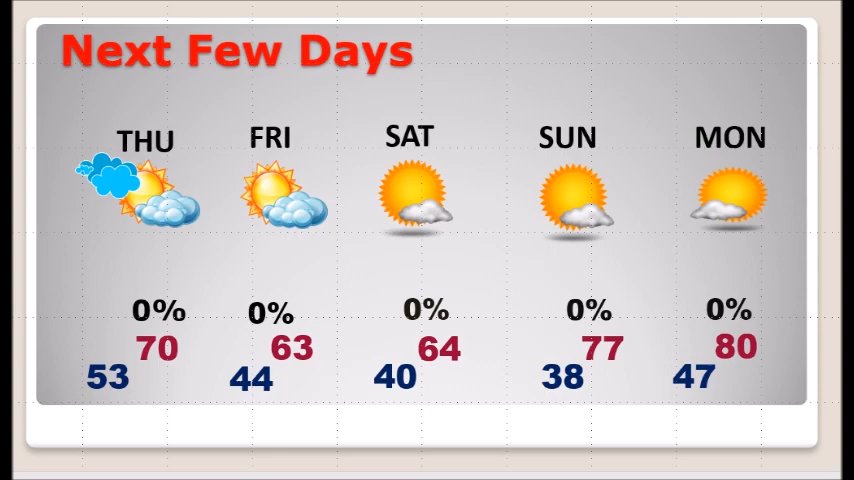 Next Few Days
THU FRI SAT SUN MON
0% 0% 0% 0% 0%
70 63 64 77 80
53 44 40 38 47